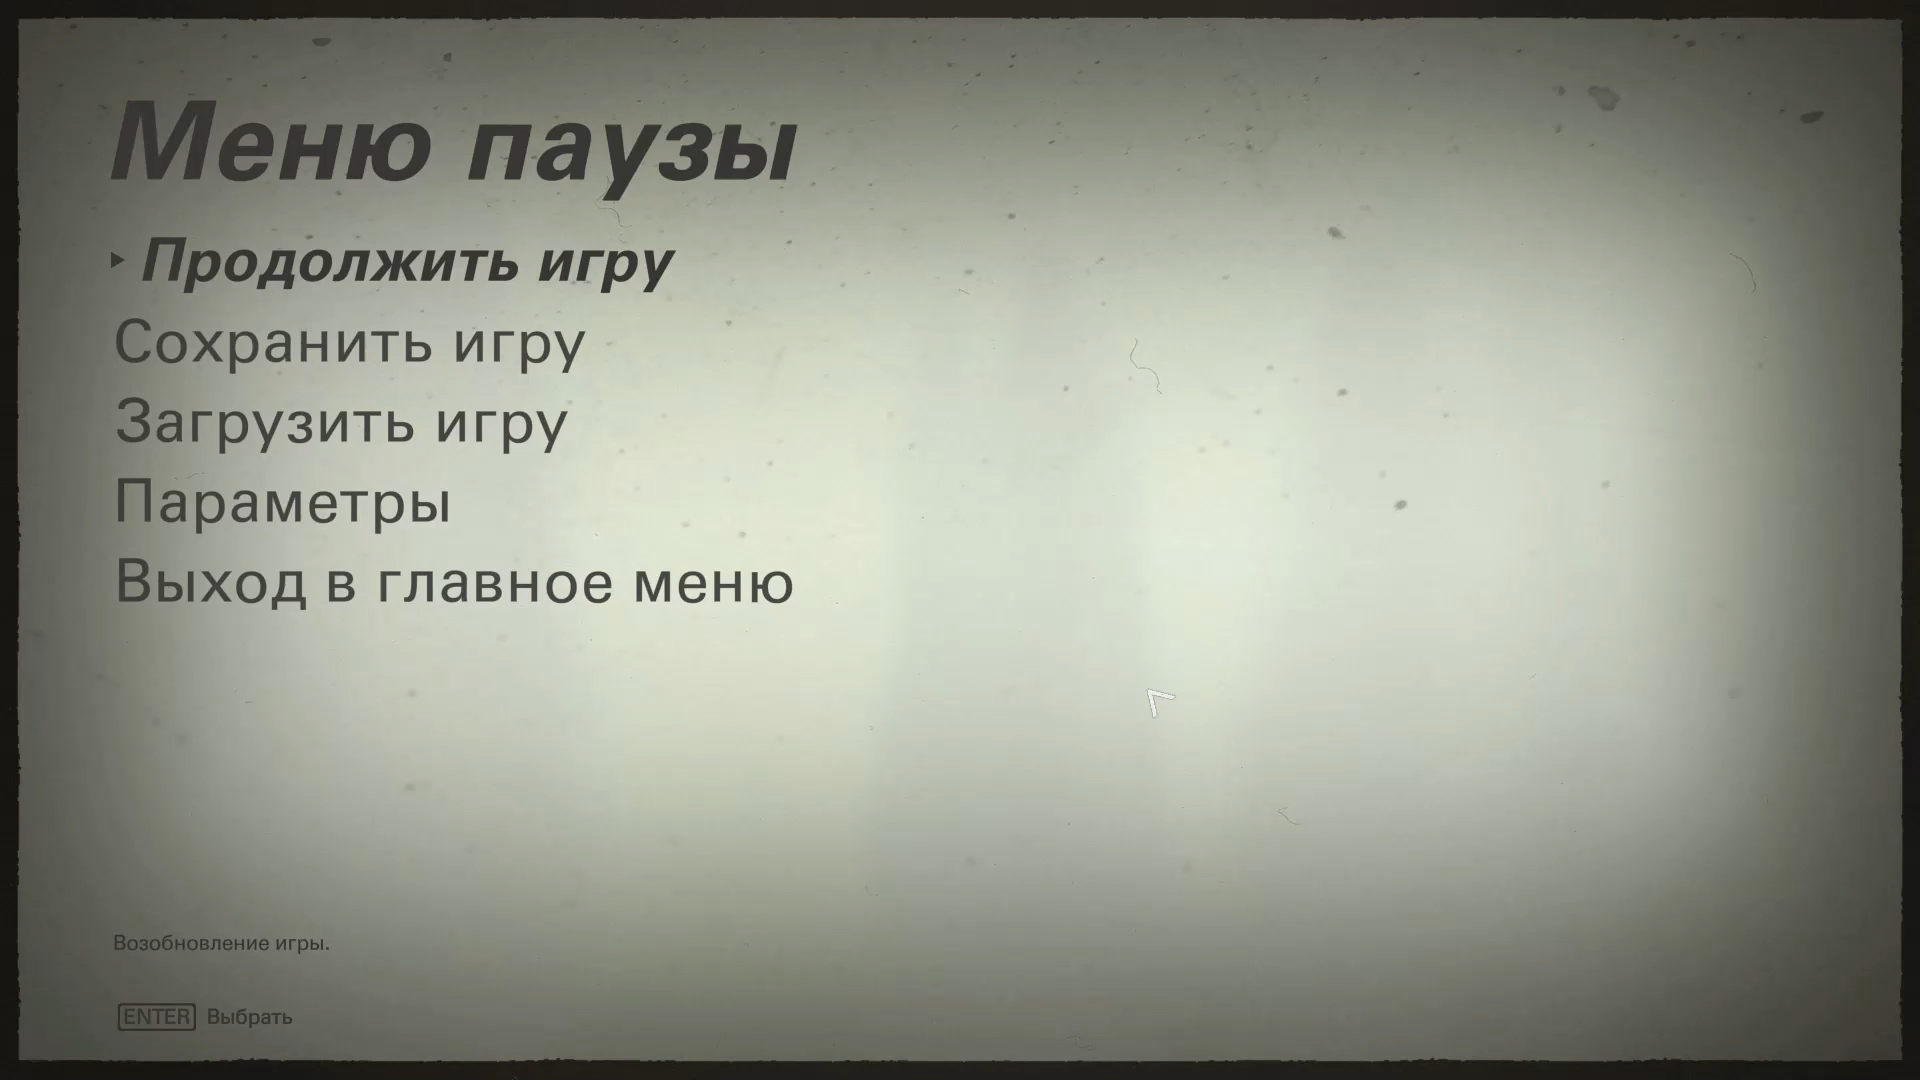 Меню паузы
Продолжить игру
Сохранить игру
Загрузить игру
Параметры
Выход в главное меню
Возобновление игры.
ENTER Выбрать